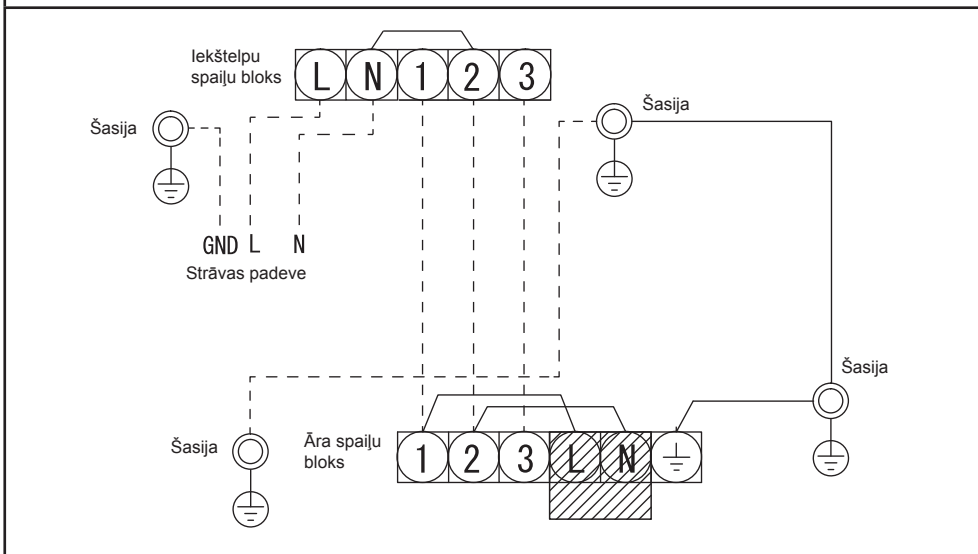 Iekštelpu
spaiļu bloks
L N 1 2 3
Šasija
Šasija
GND L N
Strāvas padeve
Šasija
Šasija
Āra spaiļu
bloks
1 2 3 L N